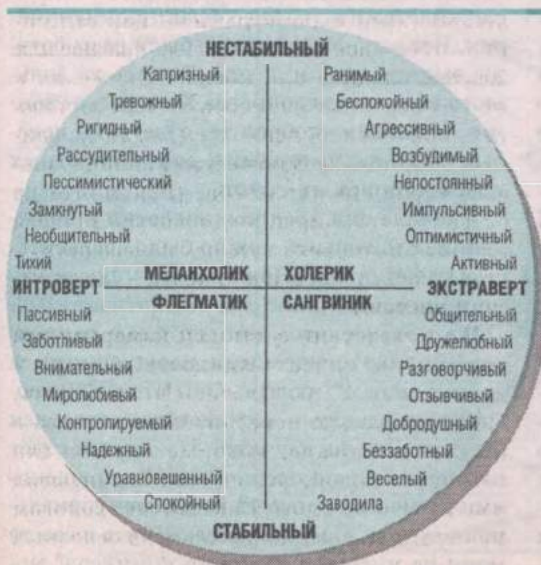 НЕСТАБИЛЬНЫЙ
Капризный Ранимый
Тревожный Беспокойный
Ригидный Агрессивный
Рассудительный Возбудимый
Пессимистический Непостоянный
Замкнутый Импульсивный
Необщительный Оптимистичный
Тихий Активный
МЕЛАНХОЛИК ХОЛЕРИК
ИНТРОВЕРТ ЭКСТРАВЕРТ
ФЛЕГМАТИК САНГВИНИК
Пассивный Общительный
Заботливый Дружелюбный
Внимательный Разговорчивый
Миролюбивый Отзывчивый
Контролируемый Добродушный
Надежный Беззаботный
Уравновешенный Веселый
Спокойный Заводила
СТАБИЛЬНЫЙ